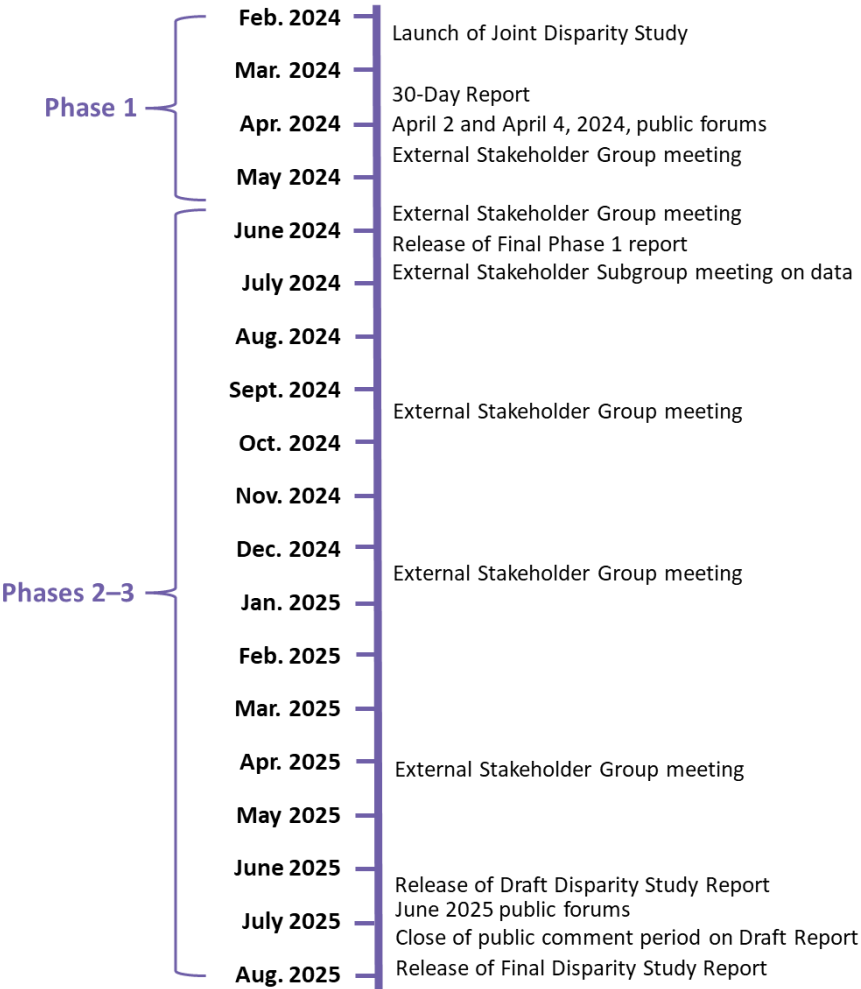 Feb. 2024
Launch of Joint Disparity Study
Mar. 2024
30-Day Report
Phase 1
Apr. 2024
April 2 and April 4, 2024, public forums
External Stakeholder Group meeting
May 2024
External Stakeholder Group meeting
June 2024
Release of Final Phase 1 report
External Stakeholder Subgroup meeting on data
July 2024
Aug. 2024
Sept. 2024
External Stakeholder Group meeting
Oct. 2024
Nov. 2024
Dec. 2024
External Stakeholder Group meeting
Phases 2–3
Jan. 2025
Feb. 2025
Mar. 2025
Apr. 2025
External Stakeholder Group meeting
May 2025
June 2025
Release of Draft Disparity Study Report
June 2025 public forums
July 2025
Close of public comment period on Draft Report
Release of Final Disparity Study Report
Aug. 2025